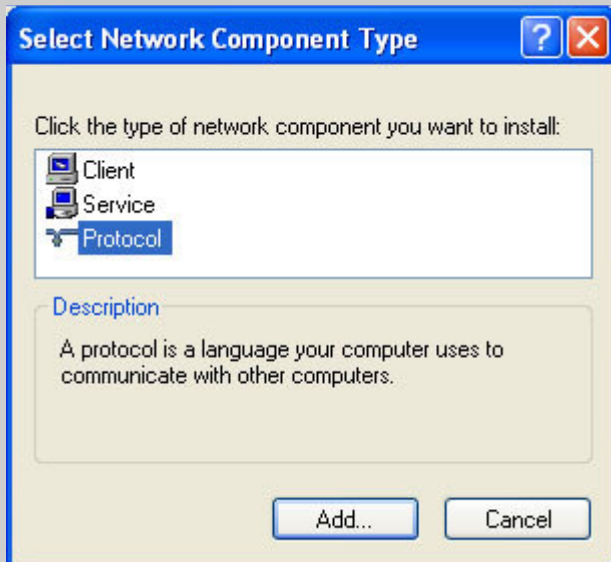 Select Network Component Type
Click the type of network component you want to install:
Client
Service
Protocol
Description
A protocol is a language your computer uses to
communicate with other computers.
Add...
Cancel